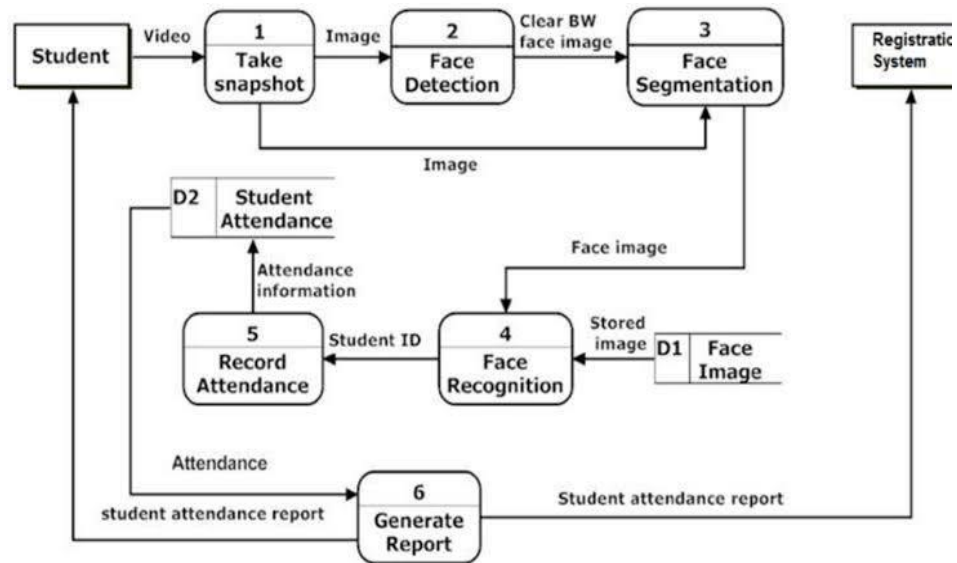 Student
Video
1
Take
snapshot
Image
2
Face
Detection
Clear BW
face image
3
Face
Segmentation
Registratio
System
Image
D2
Student
Attendance
Face image
Attendance
information
5
Record
Attendance
Student ID
4
Face
Recognition
Stored
image
D1
Face
Image
Attendance
6
Generate
Report
student attendance report
Student attendance report